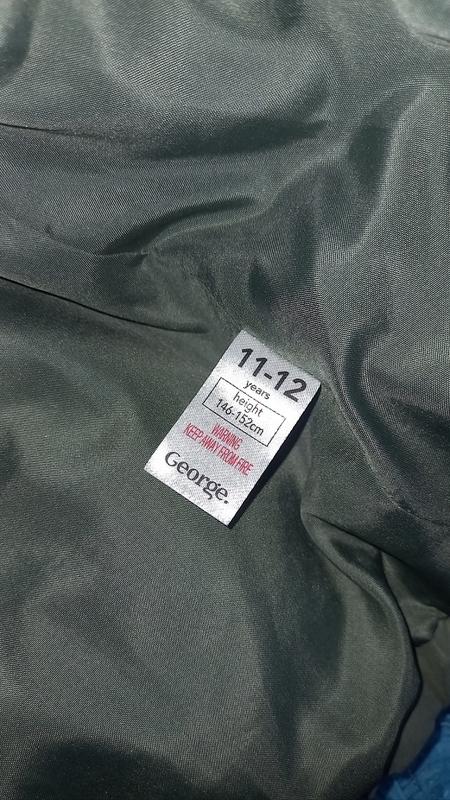 11-12
years
height
146-152cm
WARNING
KEEP AWAY FROM FIRE
George.